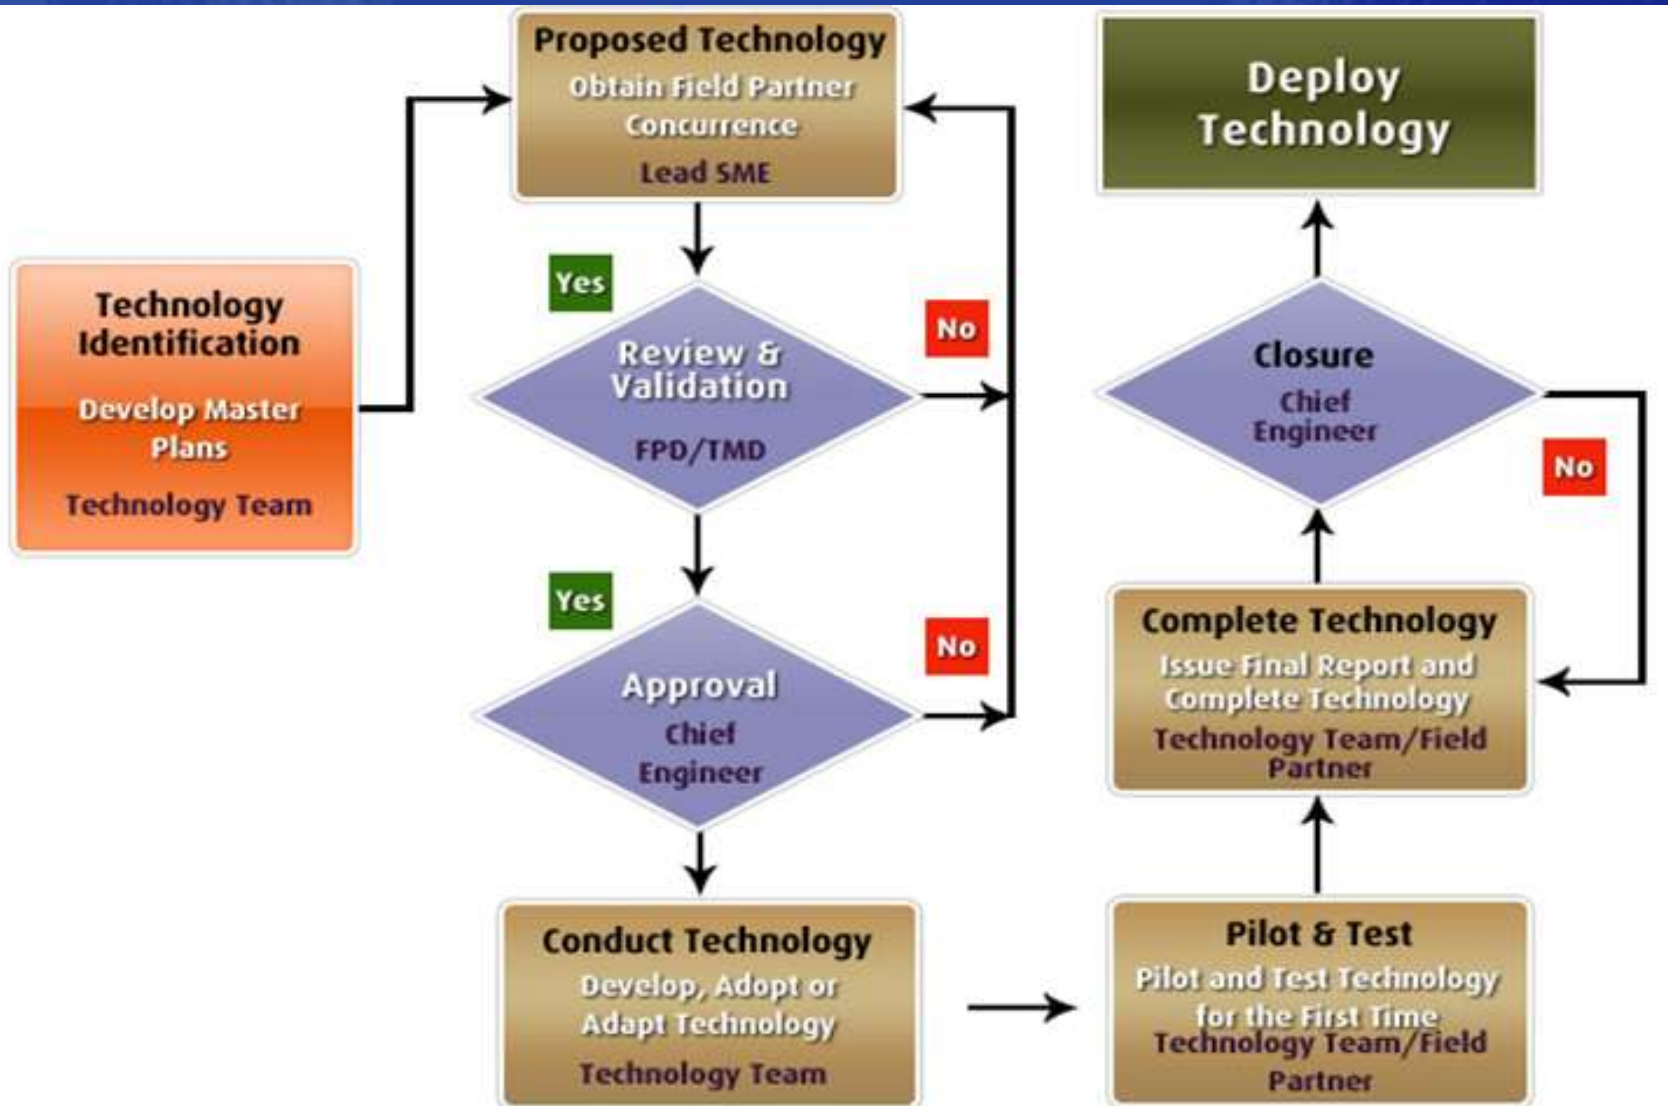 Technology
Identification
Develop Master
Plans
Technology Team
Proposed Technology
Obtain Field Partner
Concurrence
Lead SME
Yes
No
Review &
Validation
FPD/TMD
Yes
No
Approval
Chief
Engineer
Conduct Technology
Develop, Adopt or
Adapt Technology
Technology Team
Pilot & Test
Pilot and Test Technology
for the First Time
Technology Team/Field
Partner
Complete Technology
Issue Final Report and
Complete Technology
Technology Team/Field
Partner
Closure
Chief
Engineer
No
Deploy
Technology